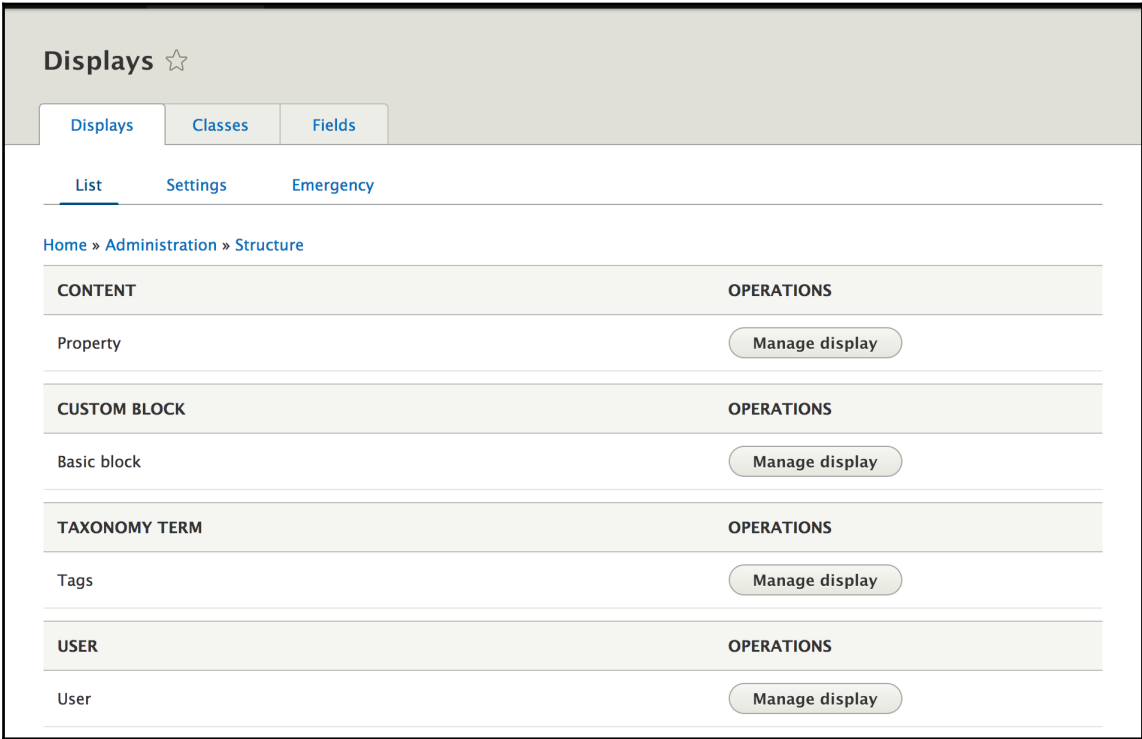 Displays
Displays Classes Fields
List Settings Emergency
Home » Administration » Structure
CONTENT OPERATIONS
Property Manage display
CUSTOM BLOCK OPERATIONS
Basic block Manage display
TAXONOMY TERM OPERATIONS
Tags Manage display
USER OPERATIONS
User Manage display